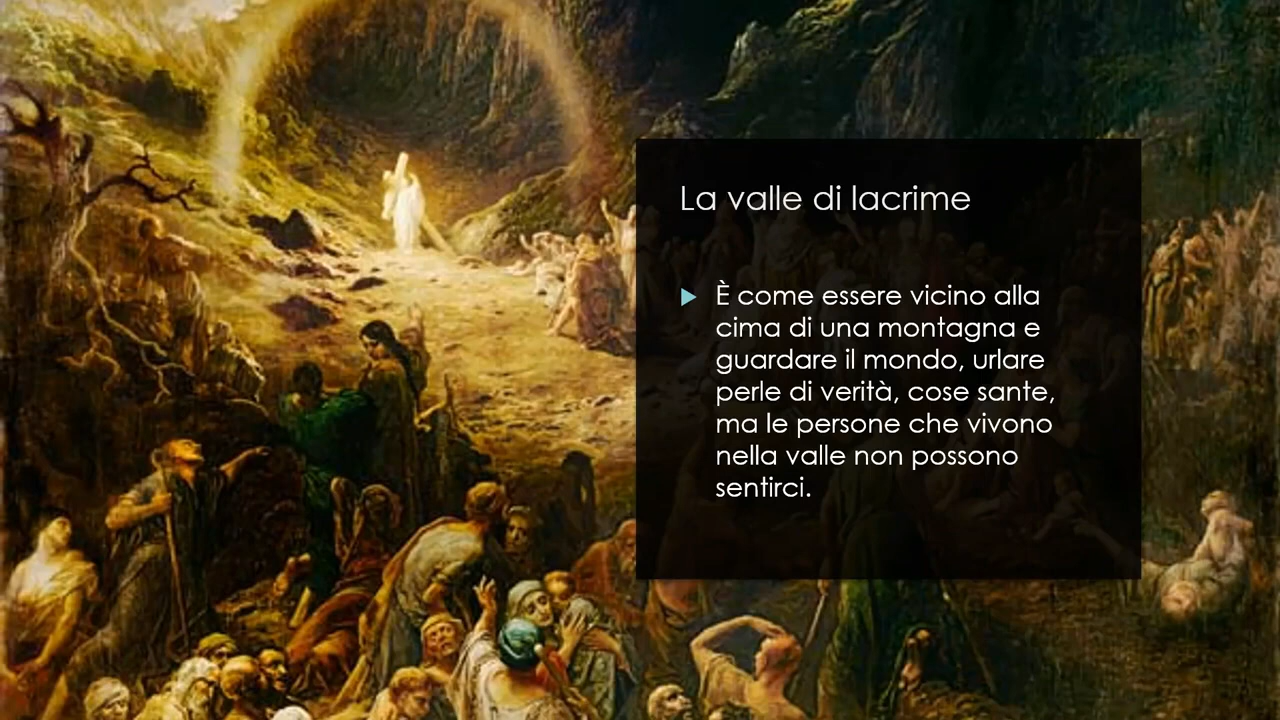 La valle di lacrime
È come essere vicino alla
cima di una montagna e
guardare il mondo, urlare
perle di verità, cose sante,
ma le persone che vivono
nella valle non possono
sentirci.